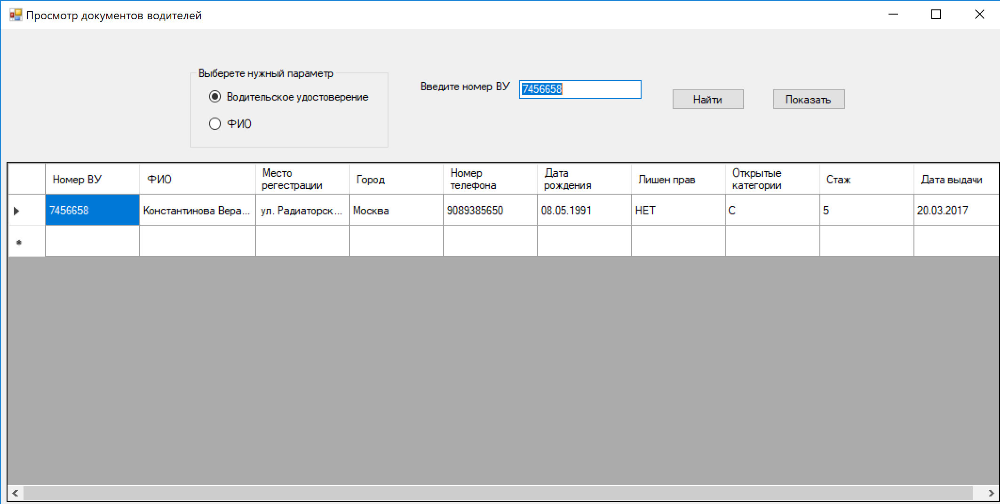 Просмотр документов водителей
Выберете нужный параметр
Водительское удостоверение
ФИО
Введите номер ВУ
7456658
Найти
Показать
Номер ВУ
ФИО
Место
регестрации
Город
Номер
телефона
Дата
рождения
Лишен прав
Открытые
категории
Стаж
Дата выдачи
7456658
Константинова Вера...
ул. Радиаторск...
Москва
9089385650
08.05.1991
НЕТ
C
5
20.03.2017